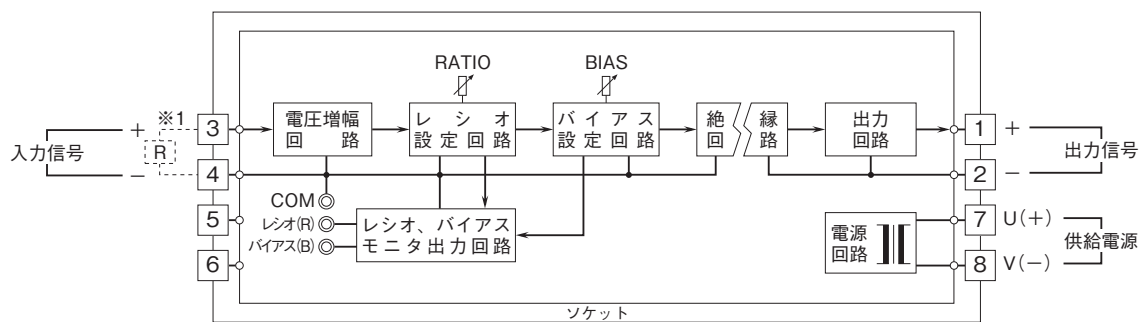 RATIO
BIAS
※1
3
電圧増幅
回路
レシオ
設定回路
バイアス
設定回路
絶縁
回路
出力
回路
1
+
入力信号
+
R
−
4
2
−
出力信号
COM
5
レシオ(R)
バイアス(B)
レシオ、バイアス
モニタ出力回路
6
電源
回路
7
U(+)
供給電源
8
V(−)
ソケット